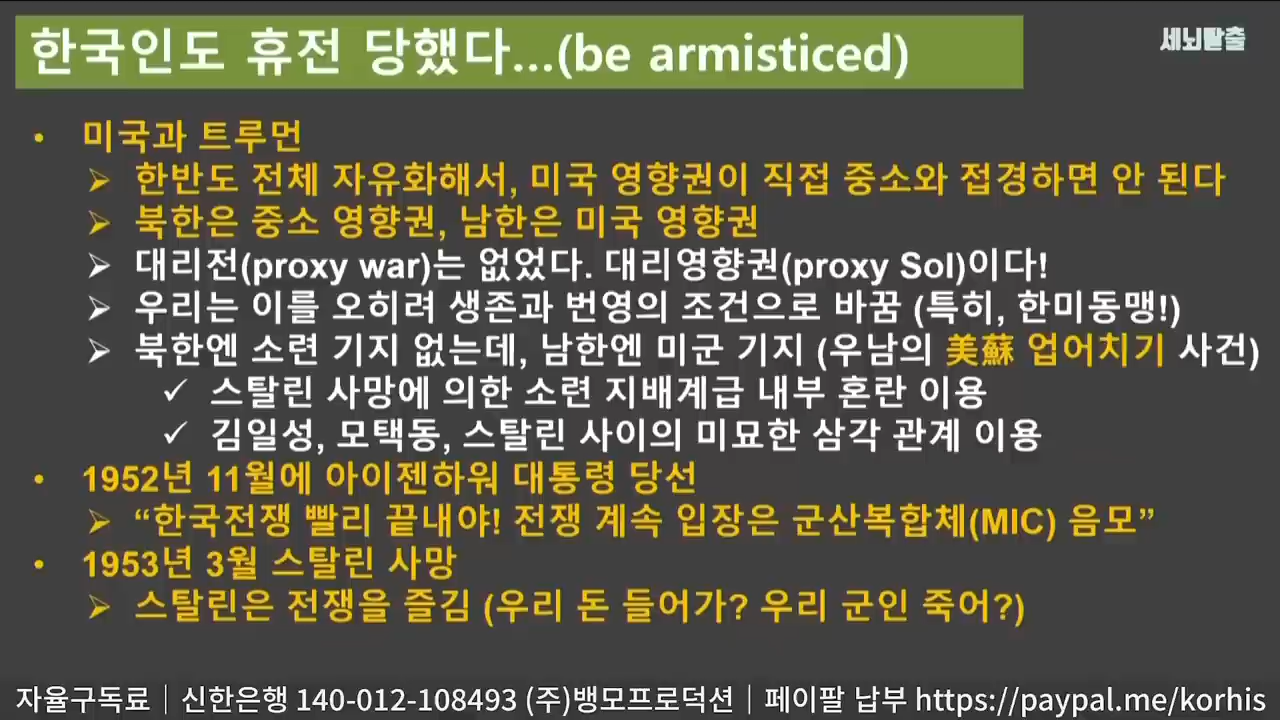 한국인도 휴전 당했다...(be armisticed)
세뇌탈출
• 미국과 트루먼
➢ 한반도 전체 자유화해서, 미국 영향권이 직접 중소와 접경하면 안 된다
➢ 북한은 중소 영향권, 남한은 미국 영향권
➢ 대리전(proxy war)는 없었다. 대리영향권(proxy SoI)이다!
➢ 우리는 이를 오히려 생존과 번영의 조건으로 바꿈 (특히, 한미동맹!)
➢ 북한엔 소련 기지 없는데, 남한엔 미군 기지 (우남의 美蘇 업어치기 사건)
✓ 스탈린 사망에 의한 소련 지배계급 내부 혼란 이용
✓ 김일성, 모택동, 스탈린 사이의 미묘한 삼각 관계 이용
• 1952년 11월에 아이젠하워 대통령 당선
➢ “한국전쟁 빨리 끝내야! 전쟁 계속 입장은 군산복합체(MIC) 음모”
• 1953년 3월 스탈린 사망
➢ 스탈린은 전쟁을 즐김 (우리 돈 들어가? 우리 군인 죽어?)
자율구독료｜신한은행 140-012-108493 (주)뱅모프로덕션｜페이팔 납부 https://paypal.me/korhis